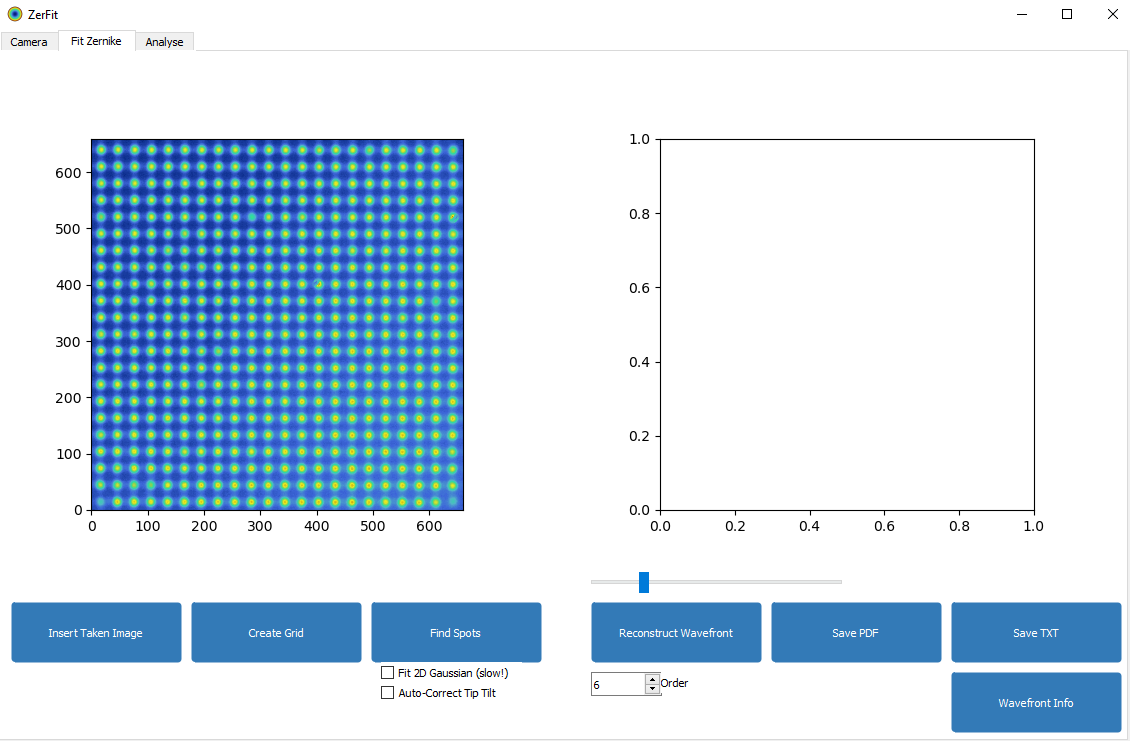 ZerFit
Camera
Fit Zernike
Analyse
600
500
400
300
200
100
0
0 100 200 300 400 500 600
1.0
0.8
0.6
0.4
0.2
0.0
0.0 0.2 0.4 0.6 0.8 1.0
Insert Taken Image
Create Grid
Find Spots
Reconstruct Wavefront
Save PDF
Save TXT
Fit 2D Gaussian (slow!)
Auto-Correct Tip Tilt
6
Order
Wavefront Info